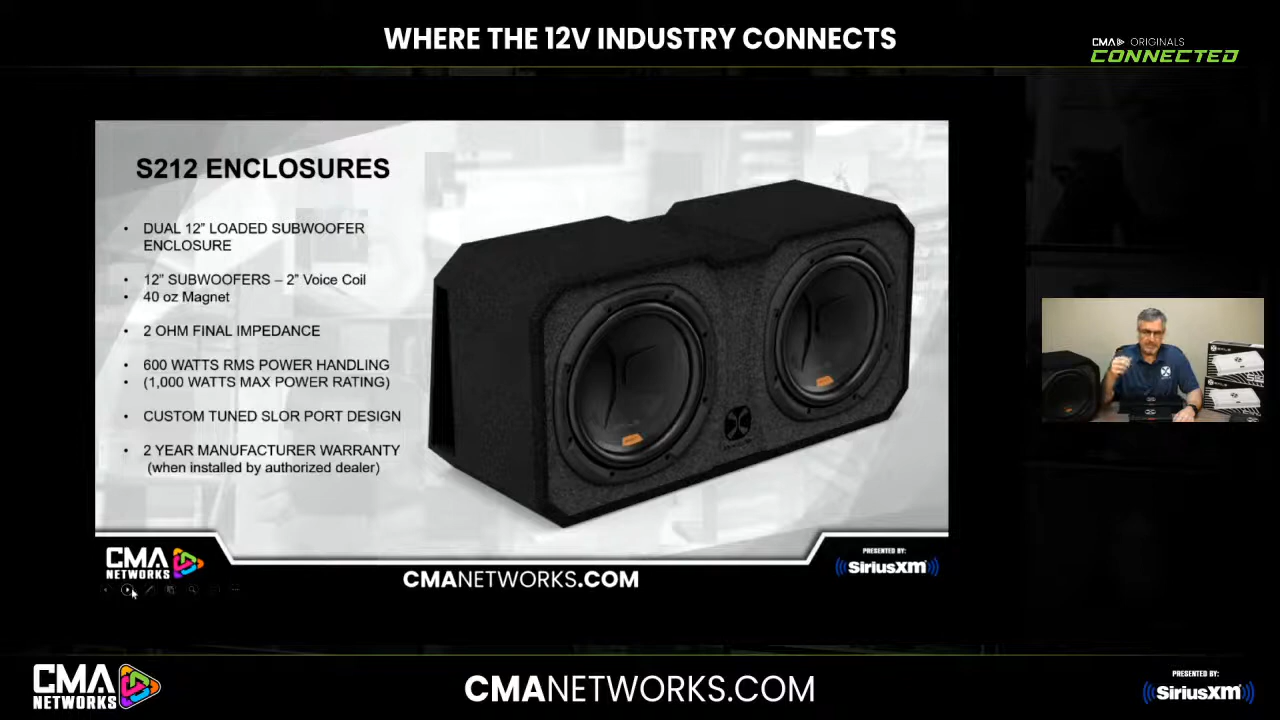 WHERE THE 12V INDUSTRY CONNECTS
CMA ORIGINALS
CONNECTED
S212 ENCLOSURES
• DUAL 12” LOADED SUBWOOFER
ENCLOSURE
• 12” SUBWOOFERS – 2” Voice Coil
• 40 oz Magnet
• 2 OHM FINAL IMPEDANCE
• 600 WATTS RMS POWER HANDLING
• (1,000 WATTS MAX POWER RATING)
• CUSTOM TUNED SLOR PORT DESIGN
• 2 YEAR MANUFACTURER WARRANTY
(when installed by authorized dealer)
CMA
NETWORKS
CMANETWORKS.COM
PRESENTED BY:
SiriusXM
CMA
NETWORKS
CMANETWORKS.COM
PRESENTED BY:
SiriusXM